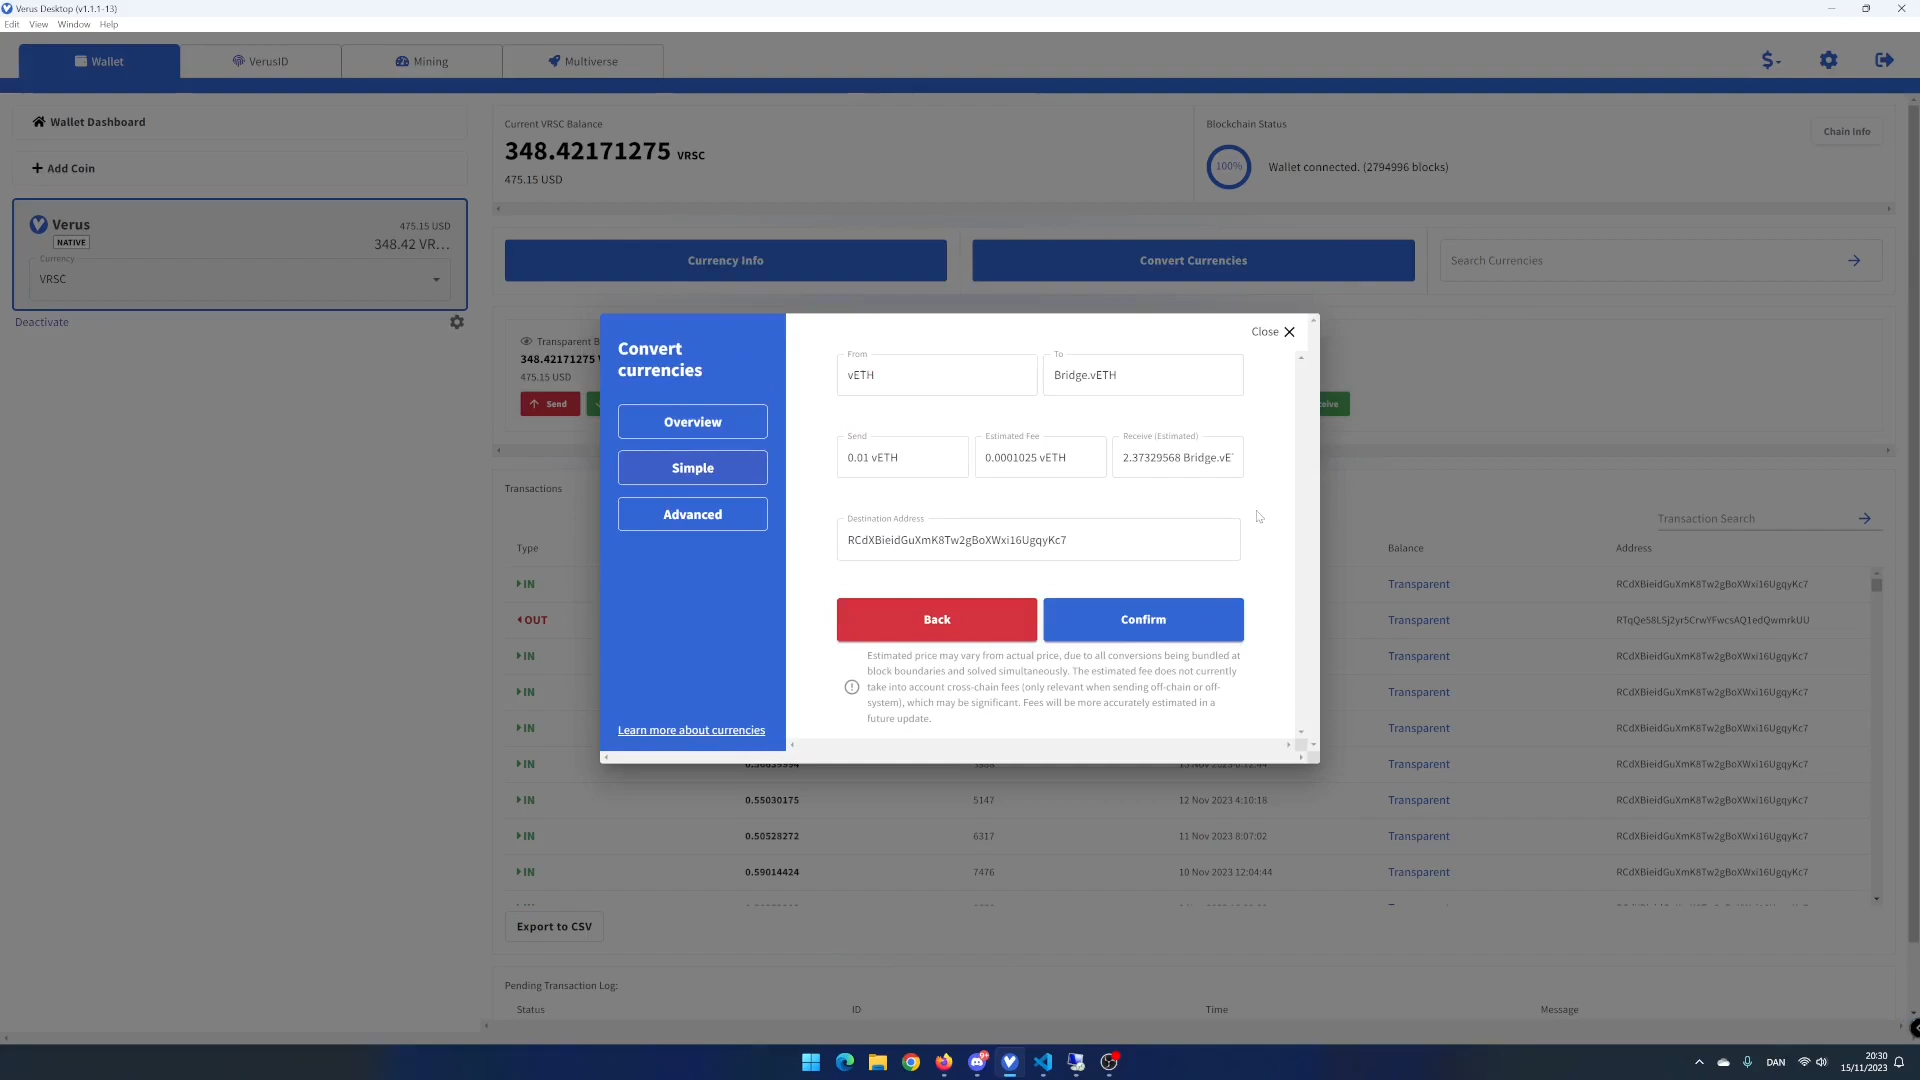 Verus Desktop (v1.1.1-13)
Edit View Window Help
Wallet VerusID Mining Multiverse
Wallet Dashboard
Add Coin
Verus
NATIVE
475.15 USD
348.42 VR...
Currency
VRSC
Deactivate
Current VRSC Balance
348.42171275 VRSC
475.15 USD
Blockchain Status
Chain Info
100%
Wallet connected. (2794996 blocks)
Currency Info
Convert Currencies
Search Currencies
Transparent B
348.42171275
475.15 USD
Send
Convert currencies
Overview
Simple
Advanced
Learn more about currencies
Close
From
vETH
To
Bridge.vETH
Send
0.01 vETH
Estimated Fee
0.0001025 vETH
Receive (Estimated)
2.37329568 Bridge.vE
Destination Address
RCdXBieidGuXmK8Tw2gBoXWxi16UgqyKc7
Back
Confirm
Estimated price may vary from actual price, due to all conversions being bundled at
block boundaries and solved simultaneously. The estimated fee does not currently
take into account cross-chain fees (only relevant when sending off-chain or off-
system), which may be significant. Fees will be more accurately estimated in a
future update.
Transactions
Transaction Search
Type Balance Address
IN Transparent RCdXBieidGuXmK8Tw2gBoXWxi16UgqyKc7
OUT Transparent RTqQe58LSj2yr5CrwYFwcsAQ1edQwmrkUU
IN Transparent RCdXBieidGuXmK8Tw2gBoXWxi16UgqyKc7
IN Transparent RCdXBieidGuXmK8Tw2gBoXWxi16UgqyKc7
IN Transparent RCdXBieidGuXmK8Tw2gBoXWxi16UgqyKc7
IN Transparent RCdXBieidGuXmK8Tw2gBoXWxi16UgqyKc7
IN 0.55030175 5147 12 Nov 2023 4:10:18 Transparent RCdXBieidGuXmK8Tw2gBoXWxi16UgqyKc7
IN 0.50528272 6317 11 Nov 2023 8:07:02 Transparent RCdXBieidGuXmK8Tw2gBoXWxi16UgqyKc7
IN 0.59014424 7476 10 Nov 2023 12:04:44 Transparent RCdXBieidGuXmK8Tw2gBoXWxi16UgqyKc7
Export to CSV
Pending Transaction Log:
Status ID Time Message
DAN
20:30
15/11/2023